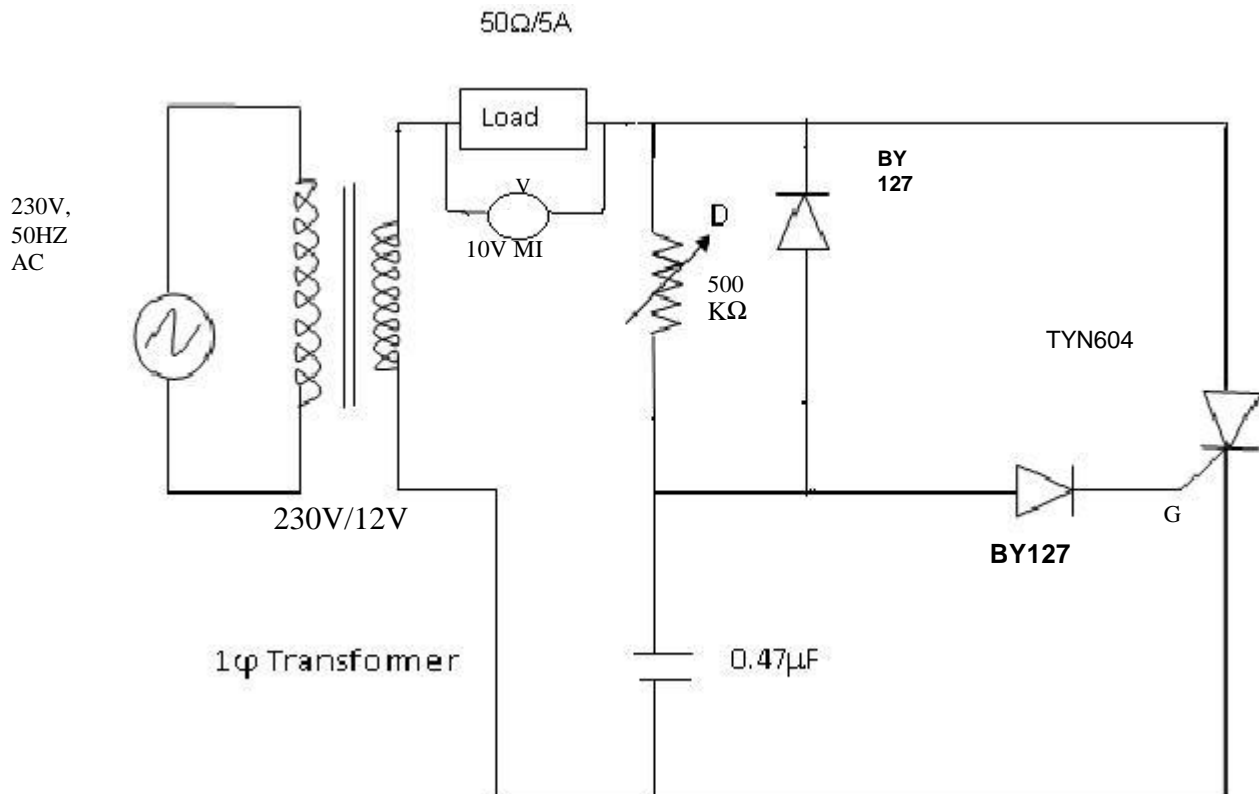 50Ω/5A
Load
BY
127
V
230V,
50HZ
AC
D
10V MI
500
KΩ
TYN604
G
230V/12V
BY127
1φ Transformer
0.47µF